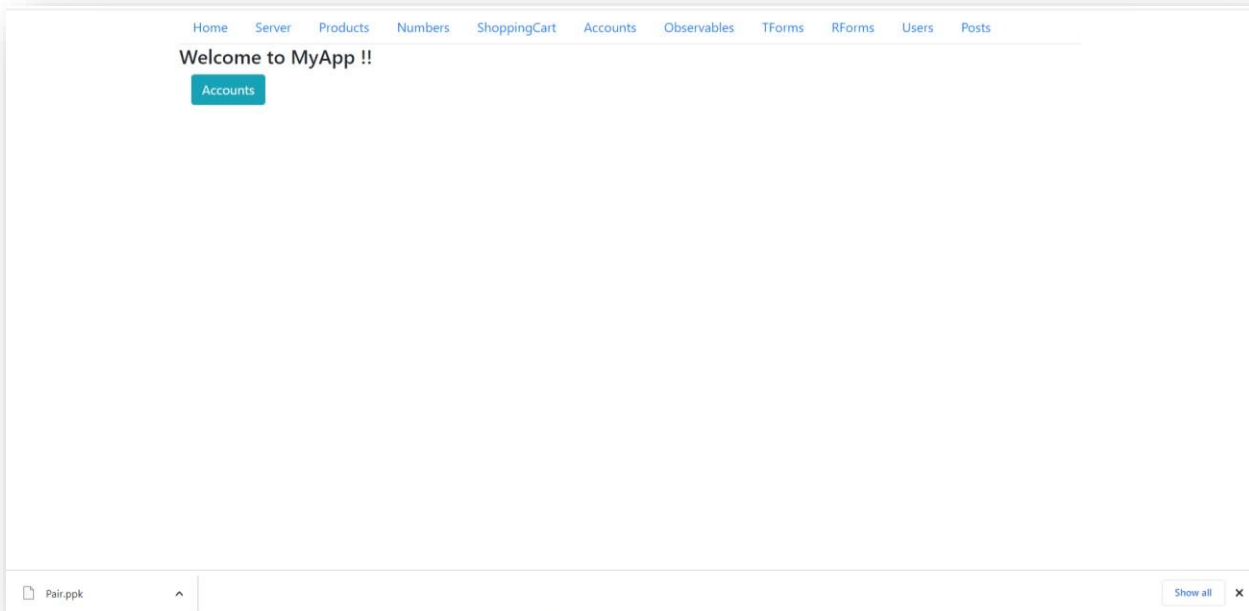 Home Server Products Numbers ShoppingCart Accounts Observables TForms RForms Users Posts
Welcome to MyApp !!
Accounts
Pair.ppk Show all